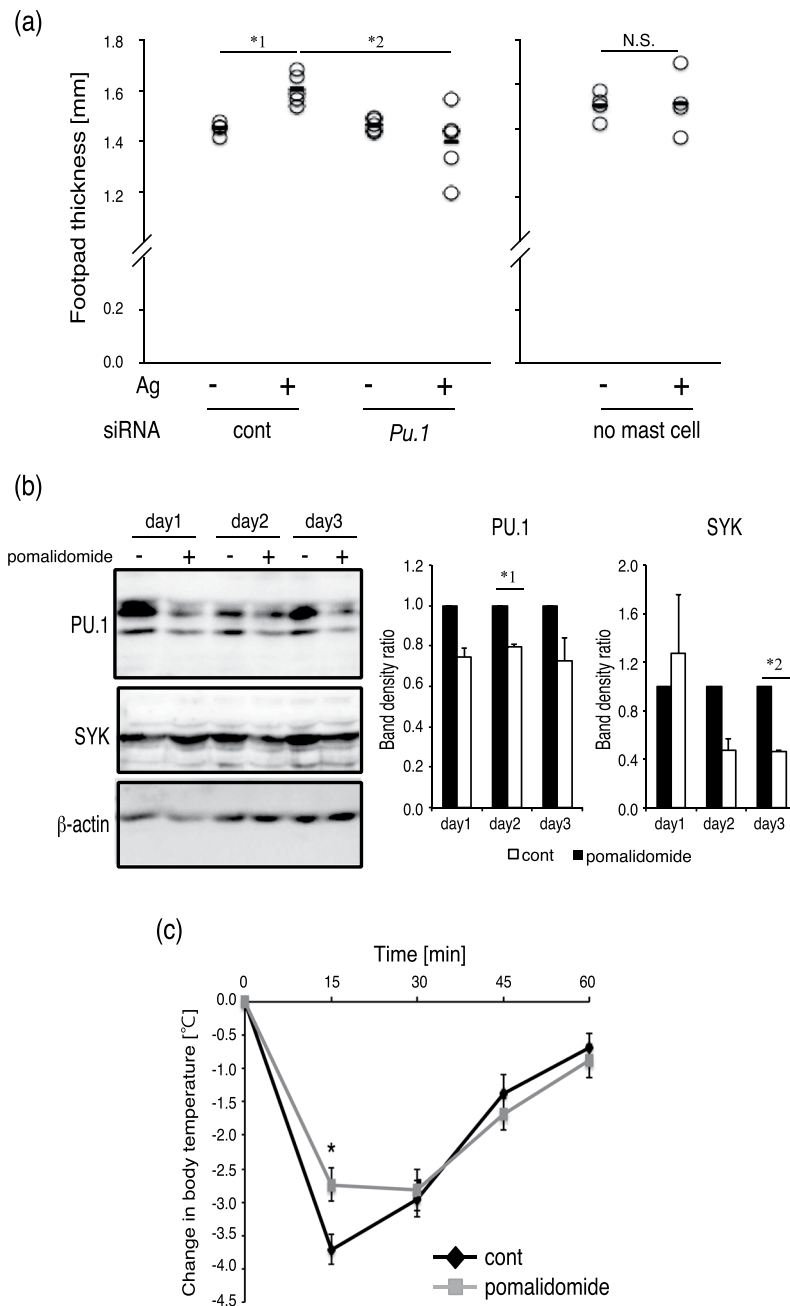 (a)
Footpad thickness [mm]
1.8
1.6
1.4
1.2
0.2
0.0
*1
*2
N.S.
Ag - + - + - +
siRNA cont Pu.1 no mast cell
(b)
day1 day2 day3
pomalidomide - + - + - +
PU.1
SYK
β-actin
PU.1
Band density ratio
1.2
1.0
0.8
0.6
0.4
0.2
0.0
*1
day1 day2 day3
SYK
Band density ratio
2.0
1.6
1.2
0.8
0.4
0.0
*2
day1 day2 day3
cont pomalidomide
(c)
Time [min]
0 15 30 45 60
Change in body temperature [℃]
0.0
-0.5
-1.0
-1.5
-2.0
-2.5
-3.0
-3.5
-4.0
-4.5
*
cont
pomalidomide